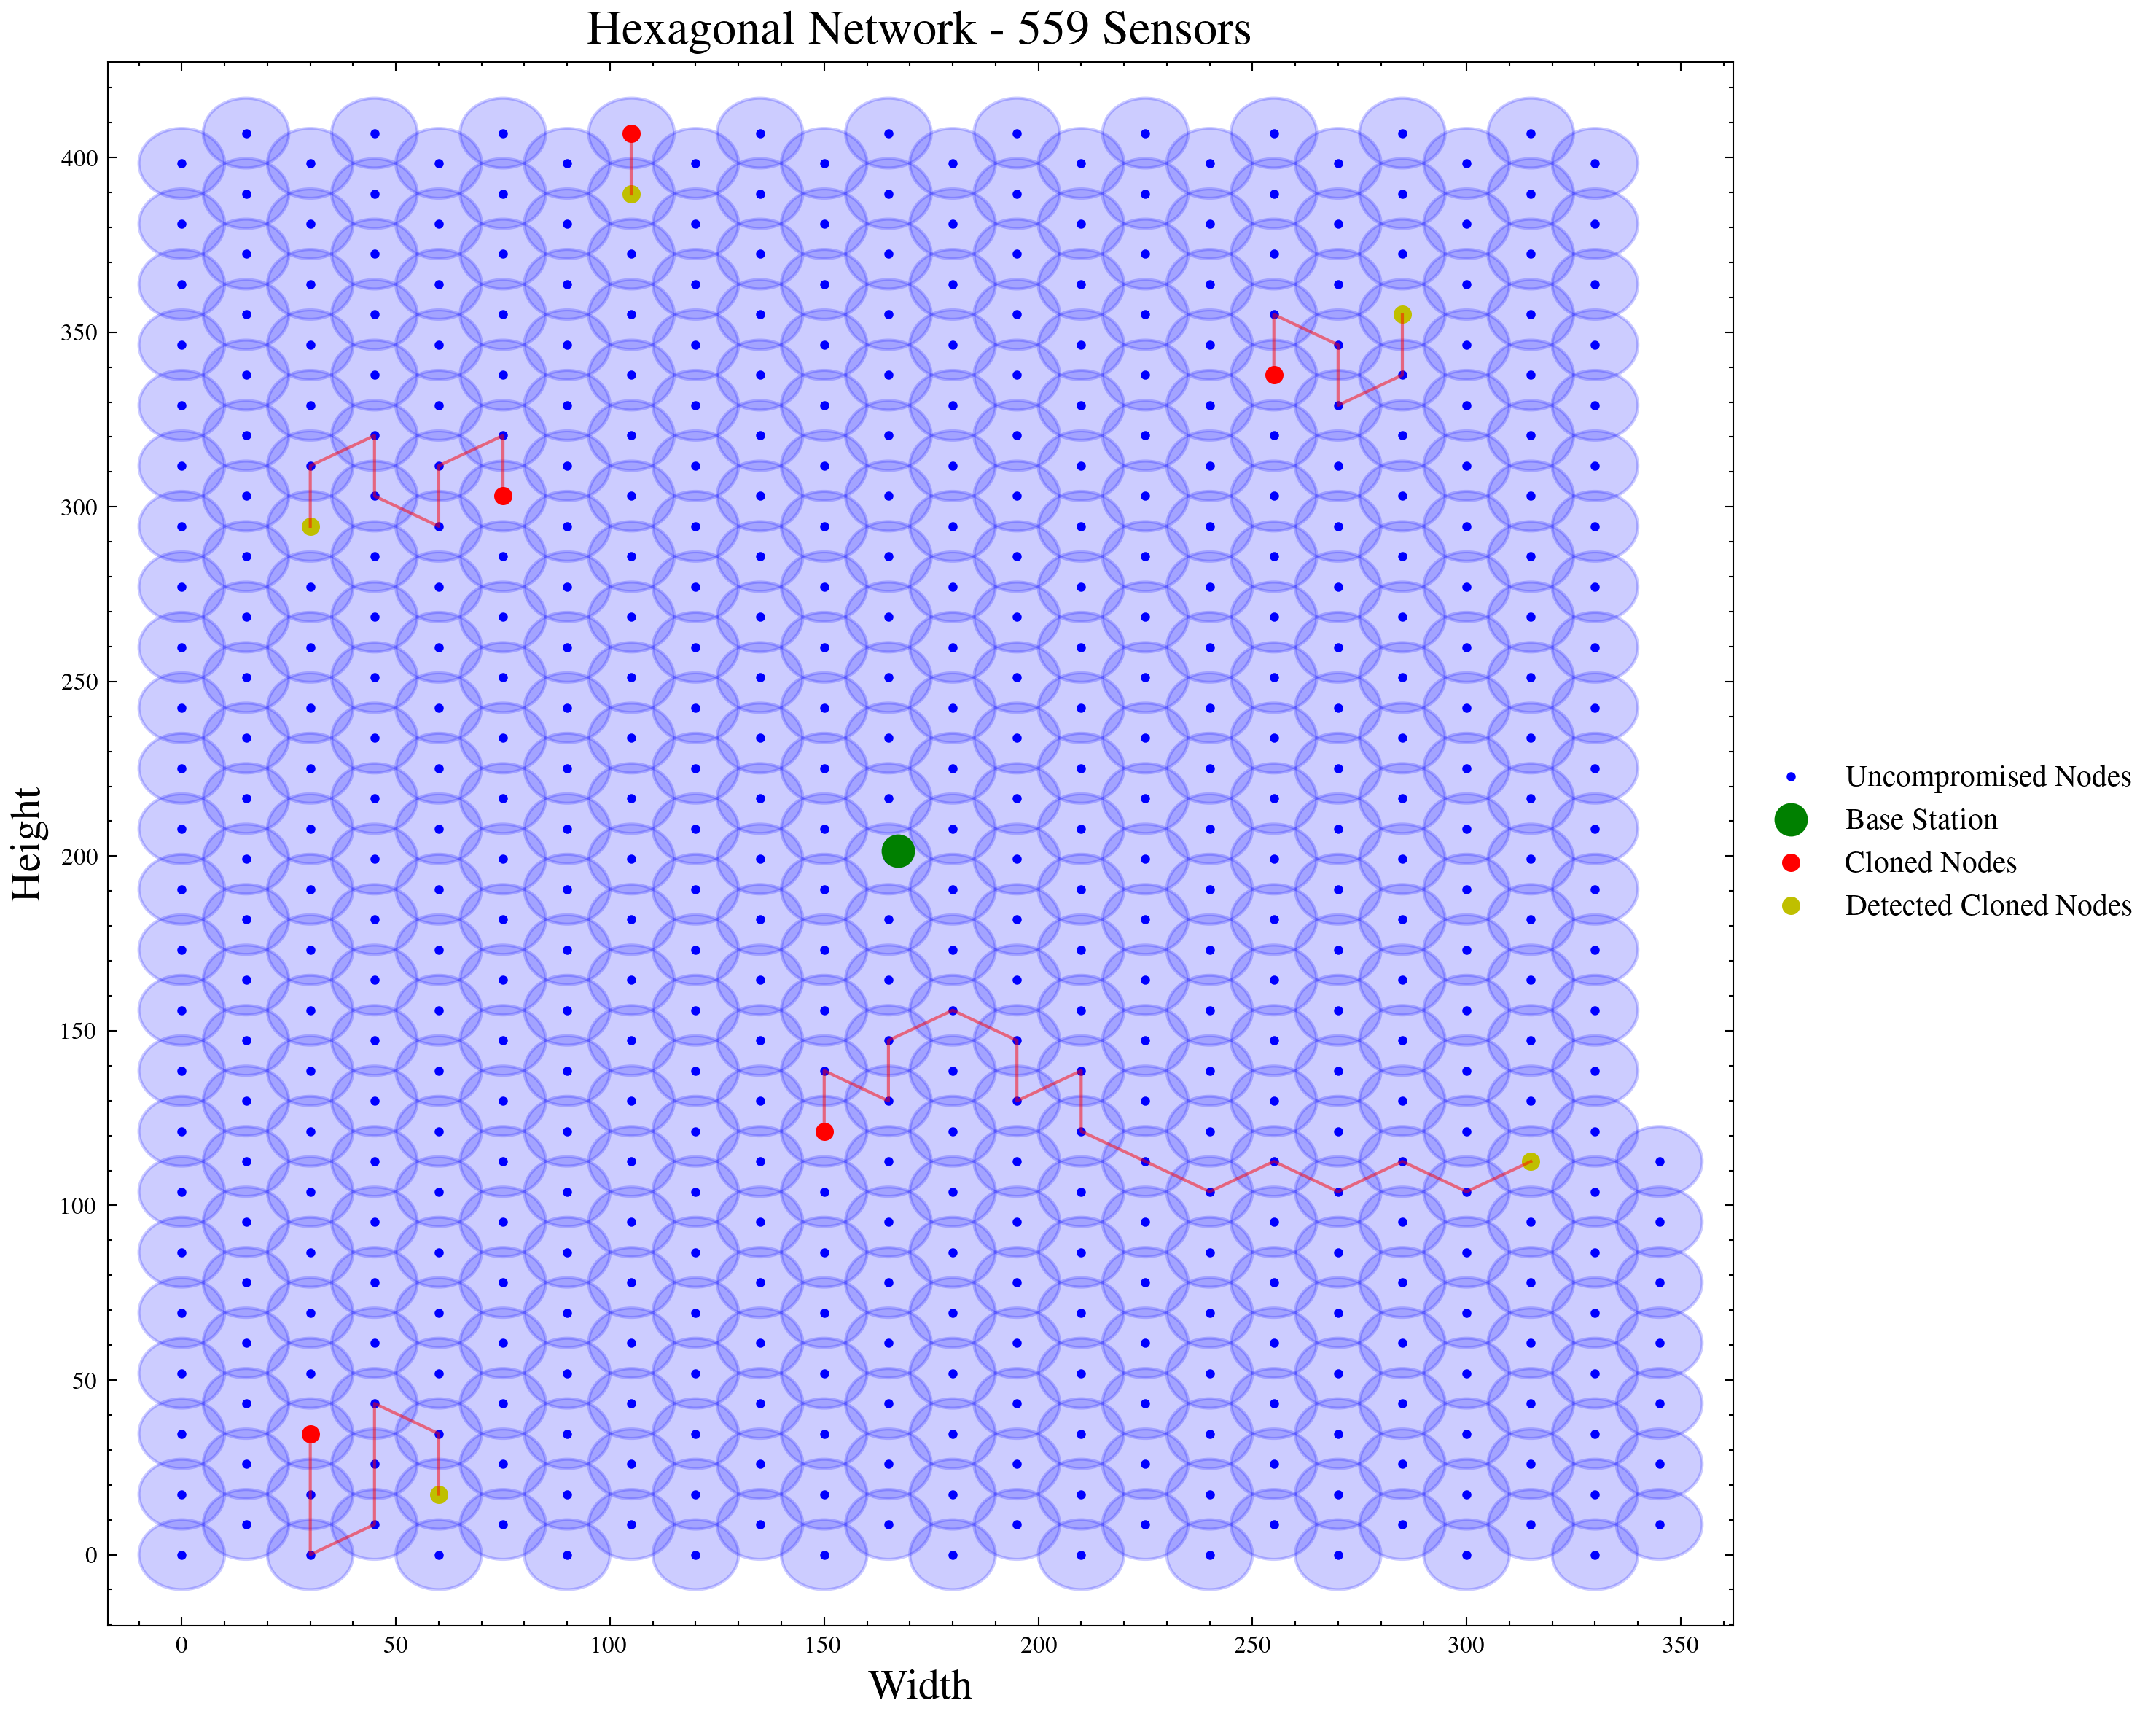 Hexagonal Network - 559 Sensors
400
350
300
250
200
150
100
50
0
Height
0
50
100
150
200
250
300
350
Width
Uncompromised Nodes
Base Station
Cloned Nodes
Detected Cloned Nodes